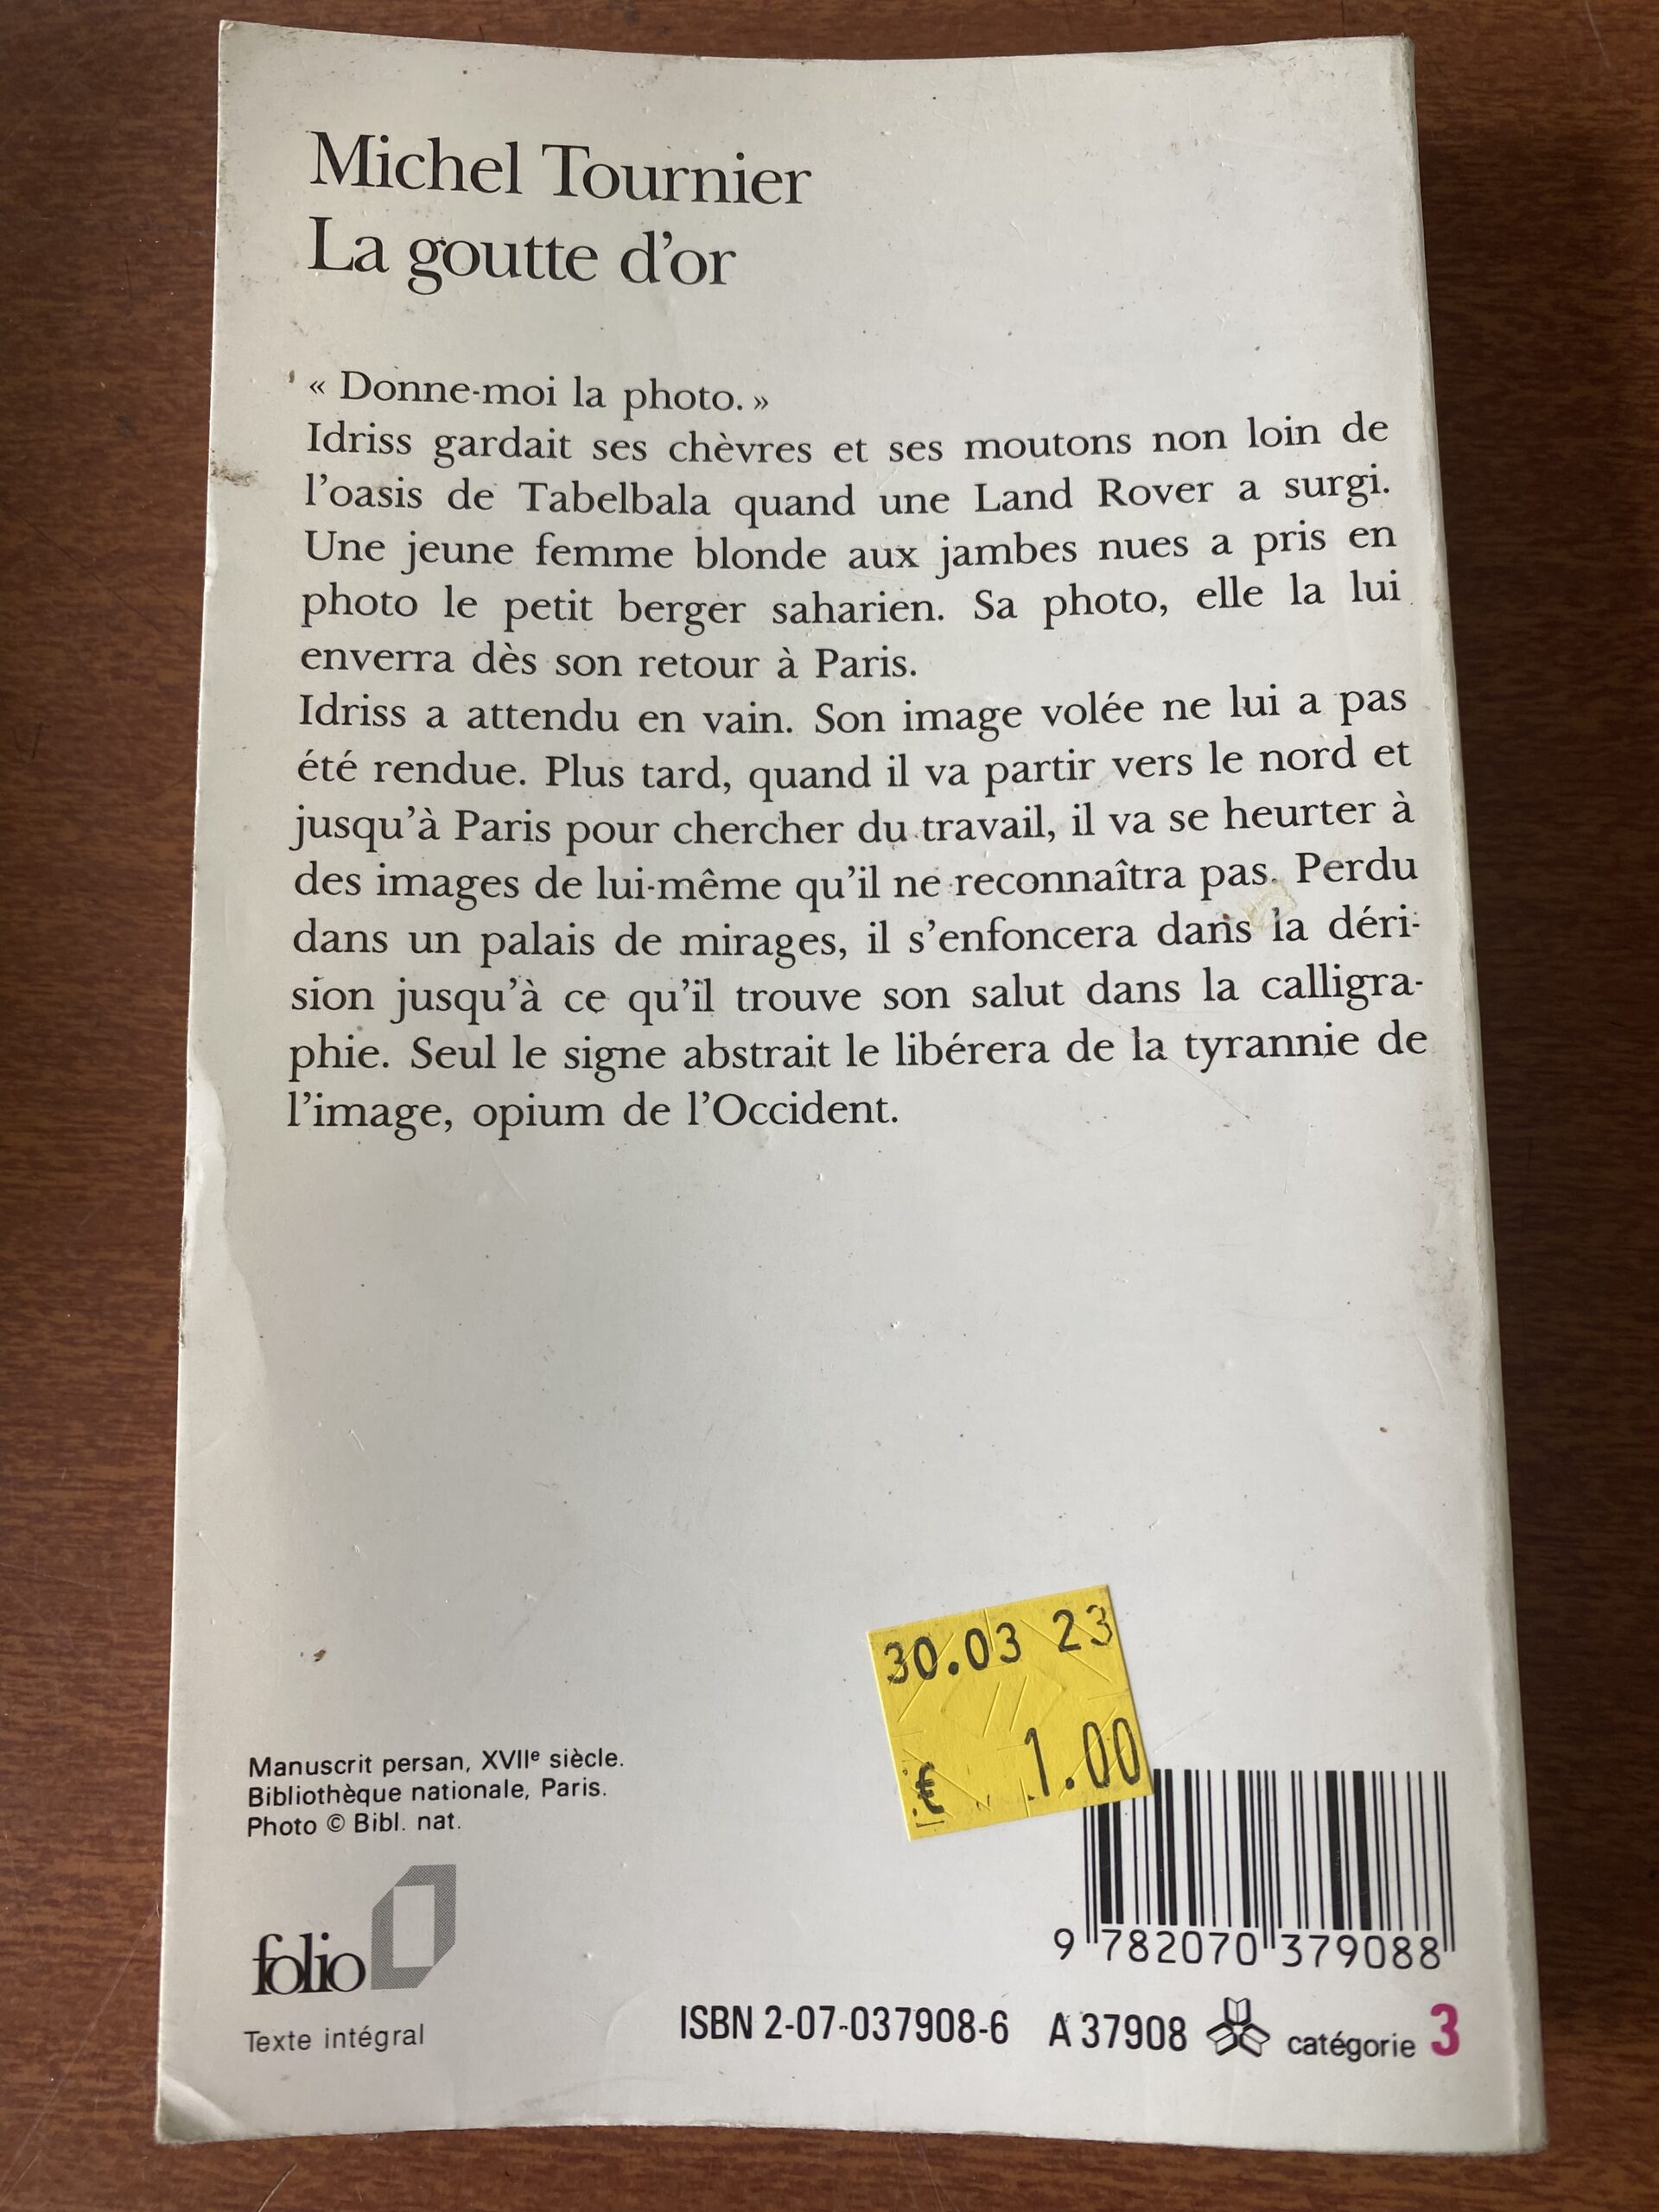 Michel Tournier
La goutte d'or
« Donne-moi la photo. »
Idriss gardait ses chèvres et ses moutons non loin de
l'oasis de Tabelbala quand une Land Rover a surgi.
Une jeune femme blonde aux jambes nues a pris en
photo le petit berger saharien. Sa photo, elle la lui
enverra dès son retour à Paris.
Idriss a attendu en vain. Son image volée ne lui a pas
été rendue. Plus tard, quand il va partir vers le nord et
jusqu'à Paris pour chercher du travail, il va se heurter à
des images de lui-même qu'il ne reconnaîtra pas. Perdu
dans un palais de mirages, il s'enfoncera dans la déri-
sion jusqu'à ce qu'il trouve son salut dans la calligra-
phie. Seul le signe abstrait le libérera de la tyrannie de
l'image, opium de l'Occident.
30.03 23
€ 1.00
Manuscrit persan, XVIIe siècle.
Bibliothèque nationale, Paris.
Photo © Bibl. nat.
folio
Texte intégral
9 782070 379088
ISBN 2-07-037908-6 A 37908 catégorie 3